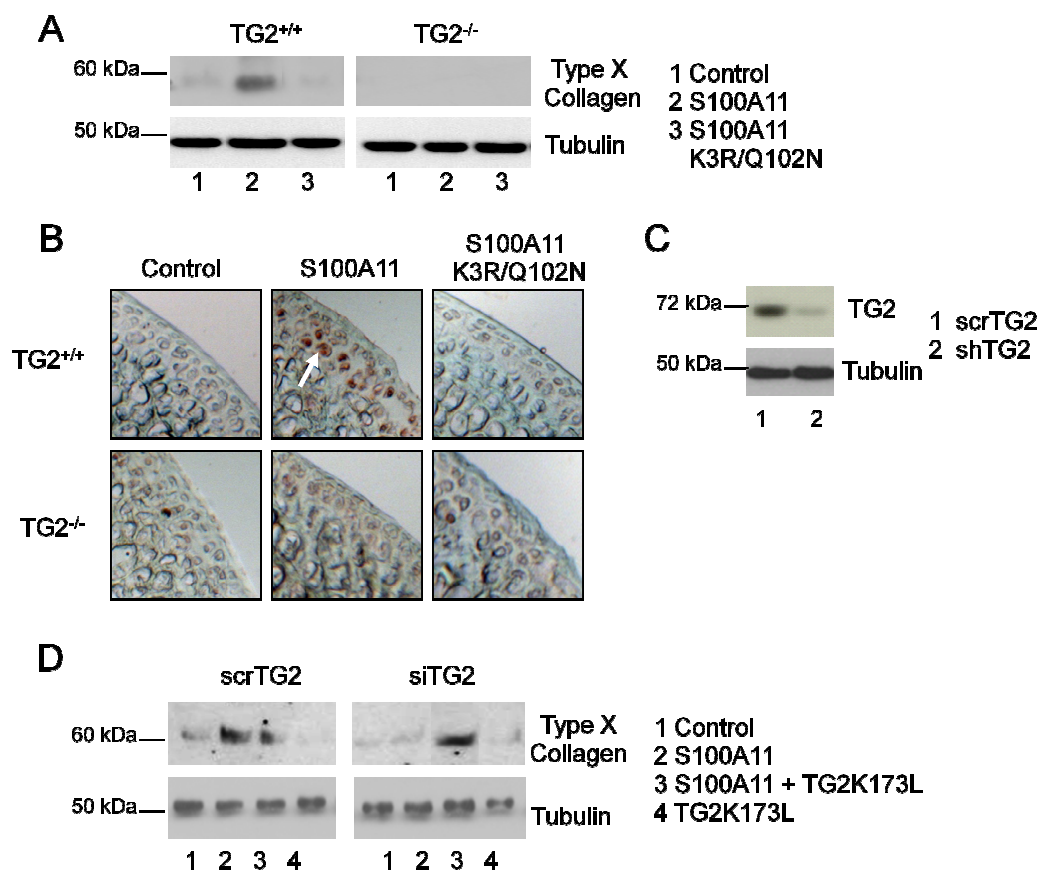 A
TG2+/+
TG2-/-
60 kDa
Type X
Collagen
50 kDa
Tubulin
1 2 3
1 2 3
1 Control
2 S100A11
3 S100A11
K3R/Q102N
B
Control
S100A11
S100A11
K3R/Q102N
TG2+/+
TG2-/-
C
72 kDa
TG2
50 kDa
Tubulin
1 2
1 scrTG2
2 shTG2
D
scrTG2
siTG2
60 kDa
Type X
Collagen
50 kDa
Tubulin
1 2 3 4
1 2 3 4
1 Control
2 S100A11
3 S100A11 + TG2K173L
4 TG2K173L